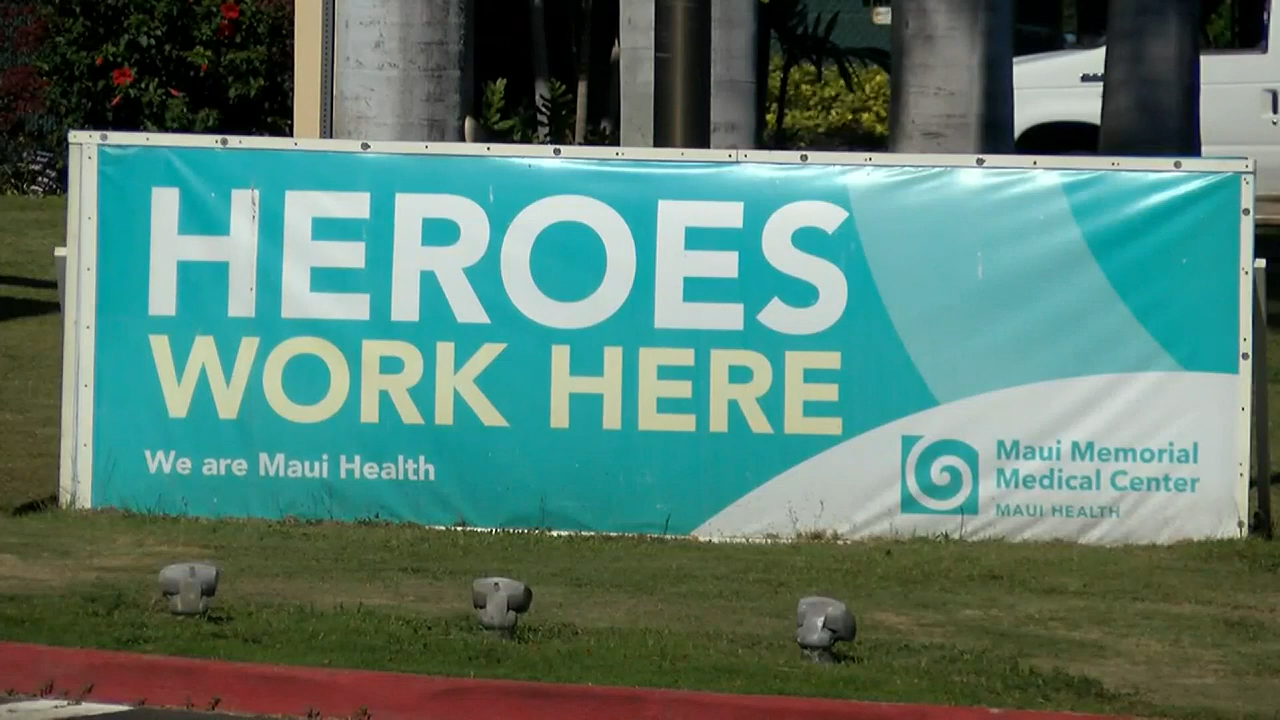 HEROES
WORK HERE
We are Maui Health
Maui Memorial
Medical Center
MAUI HEALTH